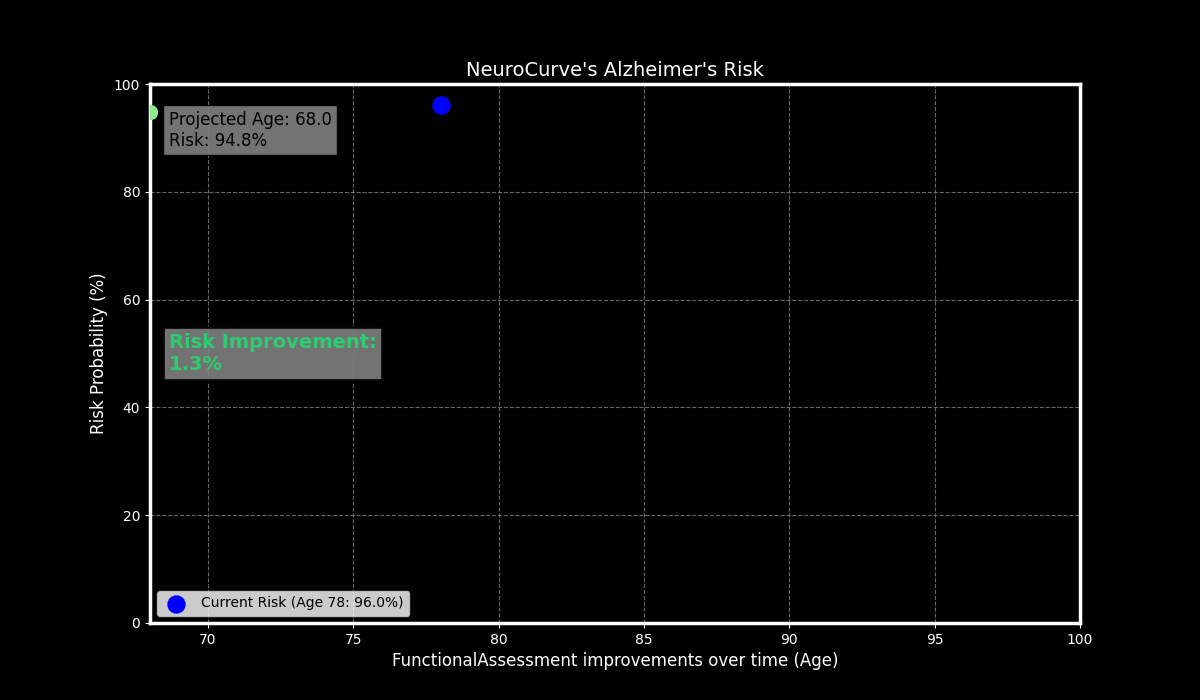 NeuroCurve's Alzheimer's Risk
100
80
60
40
20
0
Risk Probability (%)
Projected Age: 68.0
Risk: 94.8%
Risk Improvement:
1.3%
Current Risk (Age 78: 96.0%)
70
75
80
85
90
95
100
FunctionalAssessment improvements over time (Age)